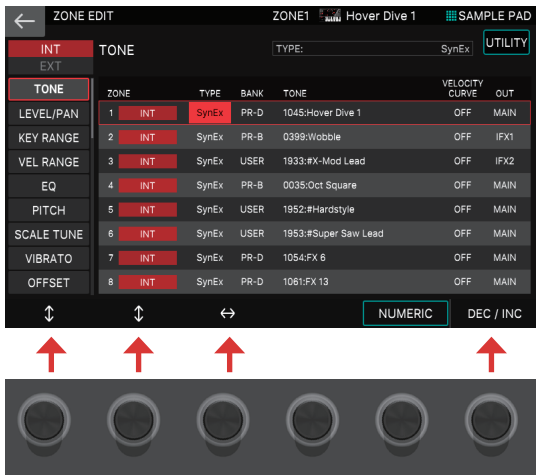 ZONE EDIT ZONE1 Hover Dive 1 SAMPLE PAD
INT TONE TYPE: SynEx UTILITY
EXT
TONE ZONE TYPE BANK TONE VELOCITY CURVE OUT
LEVEL/PAN 1 INT SynEx PR-D 1045:Hover Dive 1 OFF MAIN
KEY RANGE 2 INT SynEx PR-B 0399:Wobble OFF IFX1
VEL RANGE 3 INT SynEx USER 1933:#X-Mod Lead OFF IFX2
EQ 4 INT SynEx PR-B 0035:Oct Square OFF MAIN
PITCH 5 INT SynEx USER 1952:#Hardstyle OFF MAIN
SCALE TUNE 6 INT SynEx USER 1953:#Super Saw Lead OFF MAIN
VIBRATO 7 INT SynEx PR-D 1054:FX 6 OFF MAIN
OFFSET 8 INT SynEx PR-D 1061:FX 13 OFF MAIN
NUMERIC DEC / INC